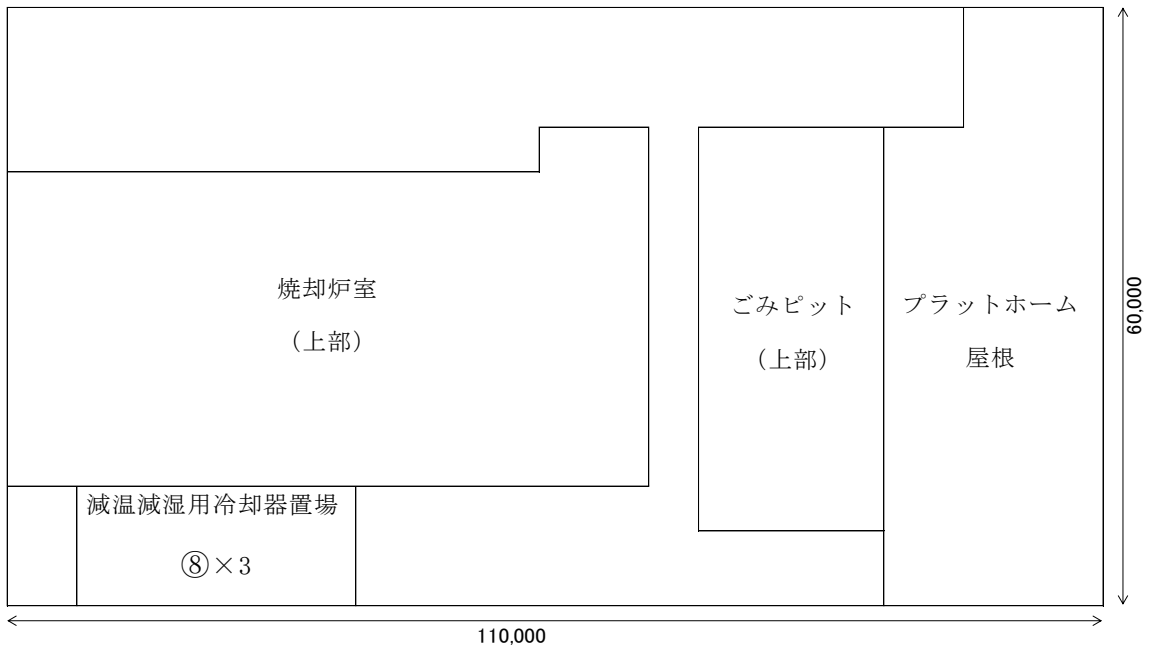 焼却炉室
（上部）
ごみピット
（上部）
プラットホーム
屋根
減温減湿用冷却器置場
⑧×3
60,000
110,000